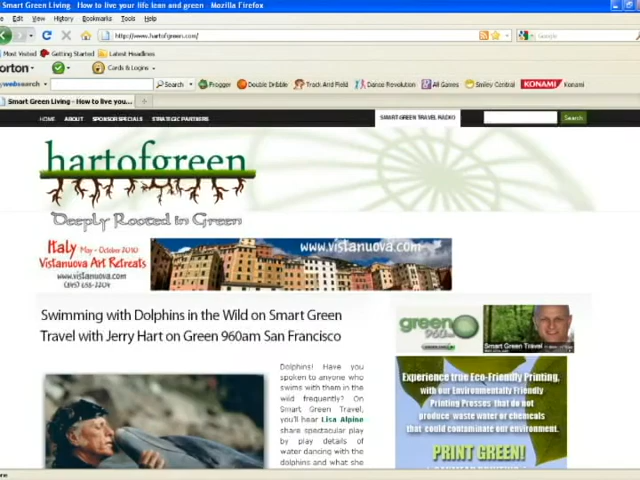 Smart Green Living - How to live your life lean and green - Mozilla Firefox
Edit View History Bookmarks Tools Help
http://www.hartofgreen.com/
Google
Most Visited Getting Started Latest Headlines
orton Cards & Logins
mywebsearch Search Frogger Double Dribble Track And Field Dance Revolution All Games Smiley Central KONAMI Konami
Smart Green Living - How to live you...
HOME ABOUT SPONSOR SPECIALS STRATEGIC PARTNERS SMART GREEN TRAVEL RADIO Search
hartofgreen
Deeply Rooted in Green
Italy May - October 2010
Vistanuova Art Retreats
www.vistanuova.com
www.vistanuova.com
Swimming with Dolphins in the Wild on Smart Green
Travel with Jerry Hart on Green 960am San Francisco
green
960am
Smart Green Travel
Dolphins! Have you
spoken to anyone who
swims with them in the
wild frequently? On
Smart Green Travel,
you'll hear Lisa Alpine
share spectacular play
by play details of
water dancing with the
dolphins and what she
Experience true Eco-Friendly Printing,
with our Environmentally Friendly
Printing Presses that do not
produce waste water or chemicals
that could contaminate our environment.
PRINT GREEN!